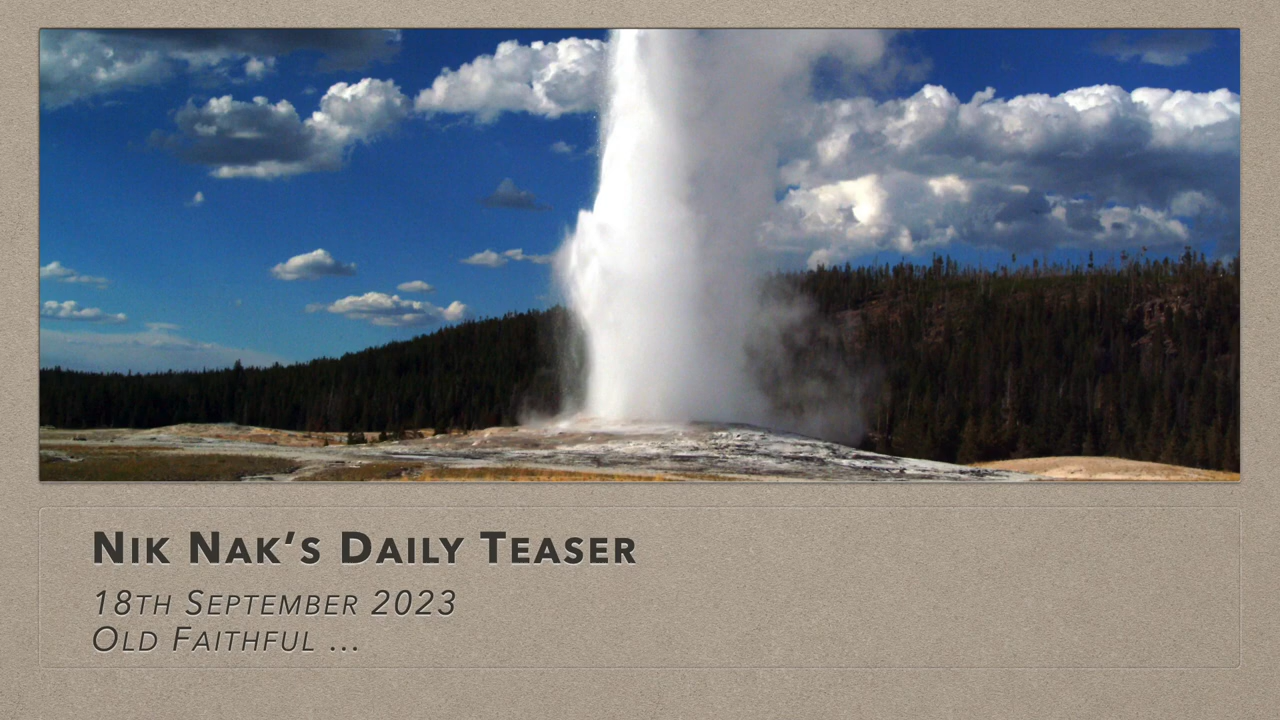 Nik Nak’s Daily Teaser
18th September 2023
Old Faithful …